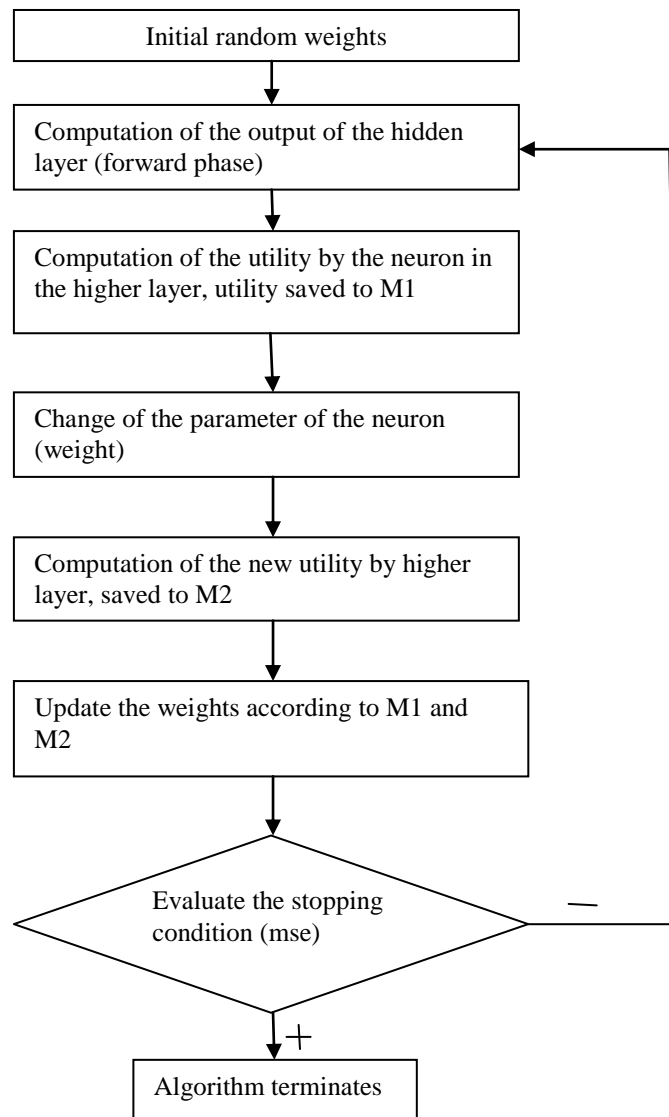 Initial random weights
Computation of the output of the hidden
layer (forward phase)
Computation of the utility by the neuron in
the higher layer, utility saved to M1
Change of the parameter of the neuron
(weight)
Computation of the new utility by higher
layer, saved to M2
Update the weights according to M1 and
M2
Evaluate the stopping
condition (mse)
—
+
Algorithm terminates